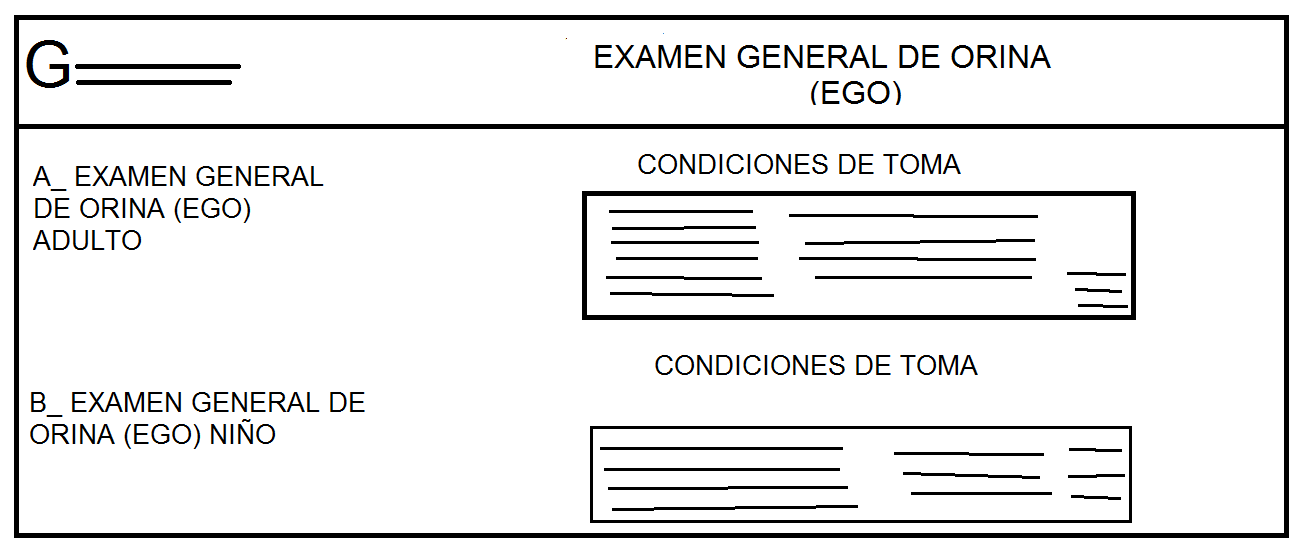 G
EXAMEN GENERAL DE ORINA
(EGO)
A_ EXAMEN GENERAL
DE ORINA (EGO)
ADULTO
CONDICIONES DE TOMA
B_ EXAMEN GENERAL DE
ORINA (EGO) NIÑO
CONDICIONES DE TOMA